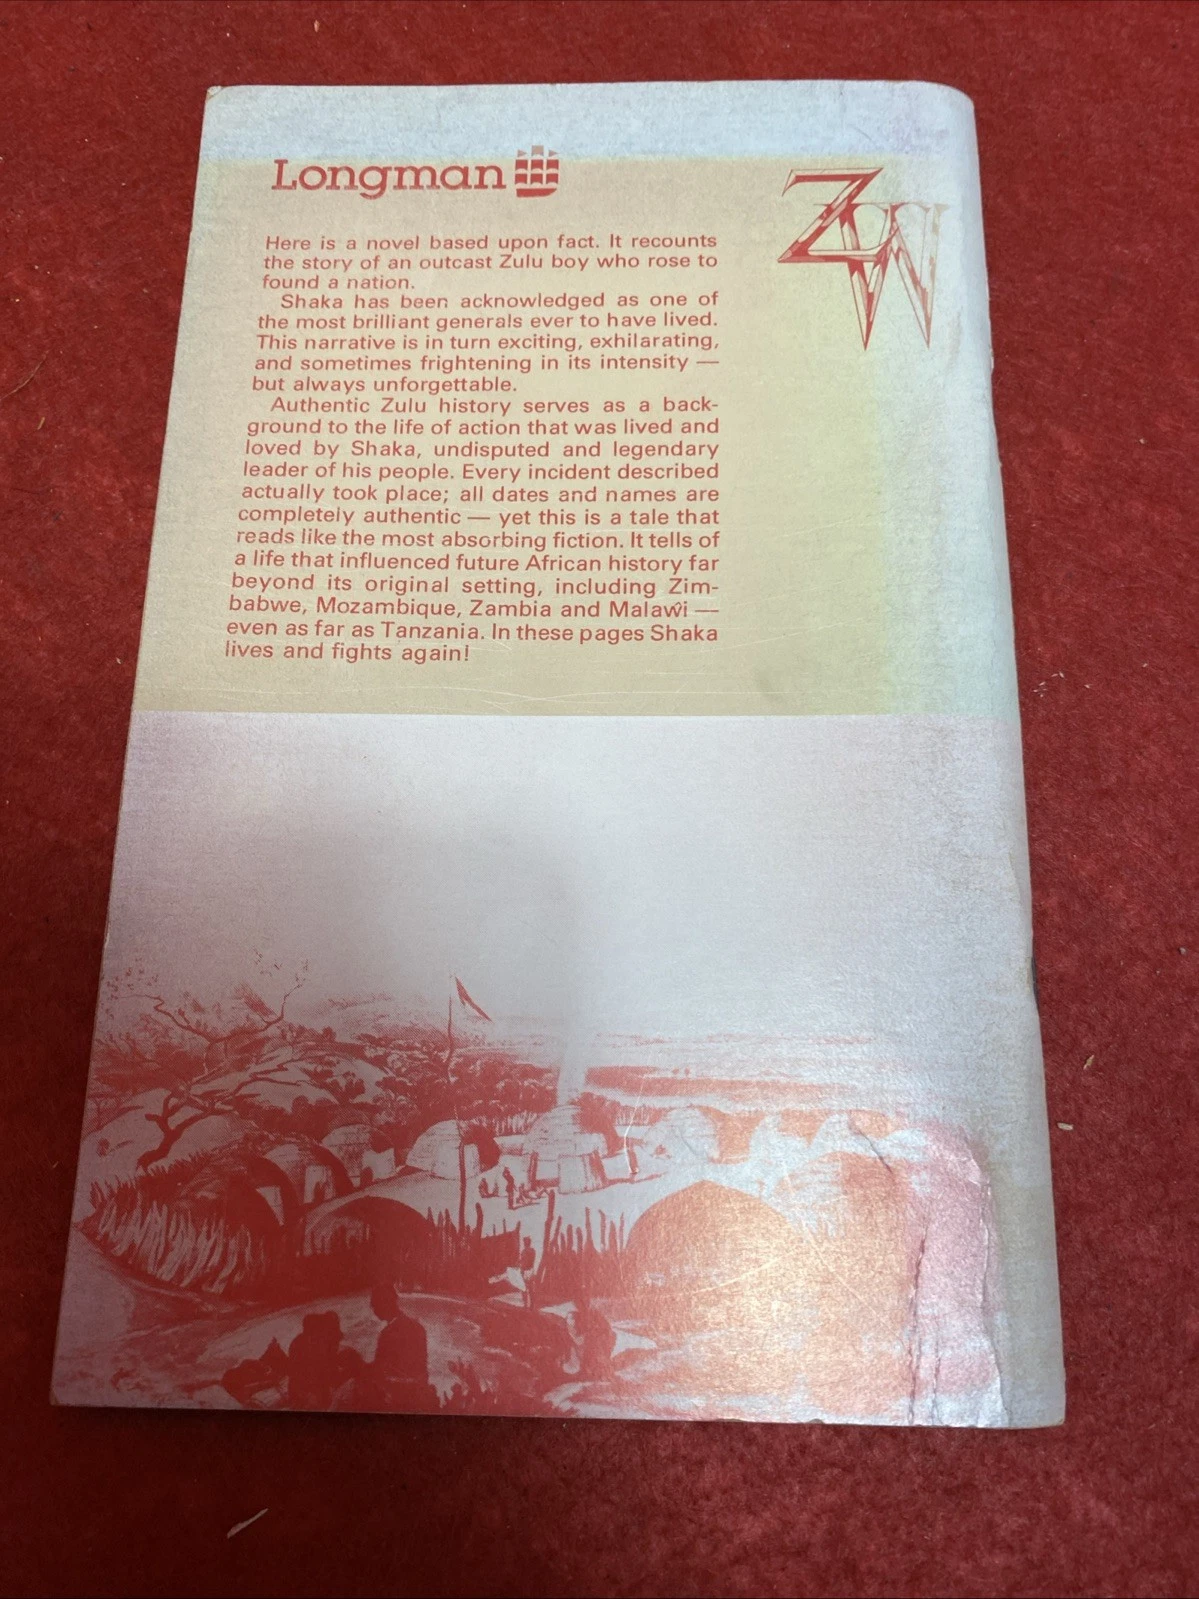 Longman
ZW
Here is a novel based upon fact. It recounts
the story of an outcast Zulu boy who rose to
found a nation.
Shaka has been acknowledged as one of
the most brilliant generals ever to have lived.
This narrative is in turn exciting, exhilarating,
and sometimes frightening in its intensity —
but always unforgettable.
Authentic Zulu history serves as a back-
ground to the life of action that was lived and
loved by Shaka, undisputed and legendary
leader of his people. Every incident described
actually took place; all dates and names are
completely authentic — yet this is a tale that
reads like the most absorbing fiction. It tells of
a life that influenced future African history far
beyond its original setting, including Zim-
babwe, Mozambique, Zambia and Malaŵi —
even as far as Tanzania. In these pages Shaka
lives and fights again!